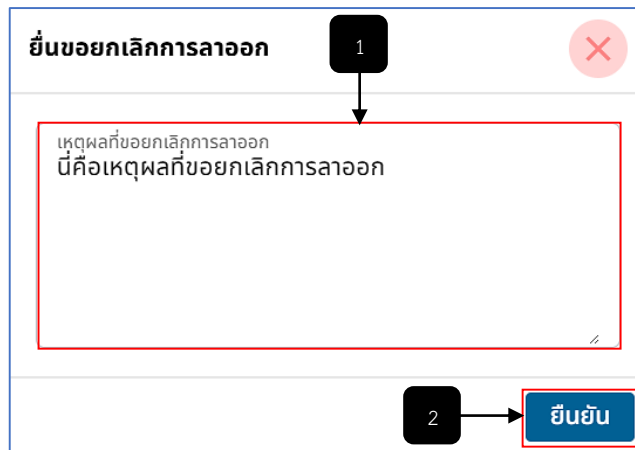 ยื่นขอยกเลิกการลาออก
1
เหตุผลที่ขอยกเลิกการลาออก
นี่คือเหตุผลที่ขอยกเลิกการลาออก
2
ยืนยัน